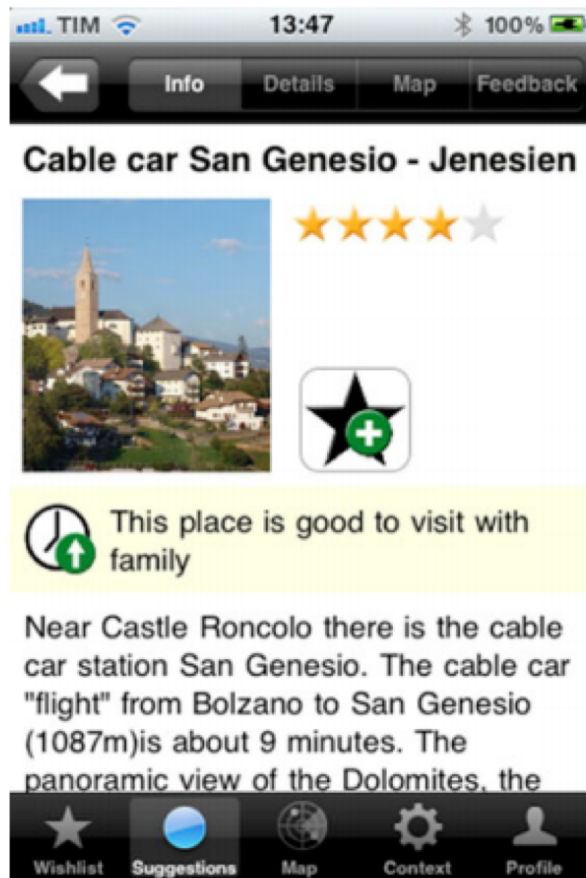 TIM 13:47 100%
Info Details Map Feedback
Cable car San Genesio - Jenesien
This place is good to visit with
family
Near Castle Roncolo there is the cable
car station San Genesio. The cable car
"flight" from Bolzano to San Genesio
(1087m)is about 9 minutes. The
panoramic view of the Dolomites, the
Wishlist Suggestions Map Context Profile